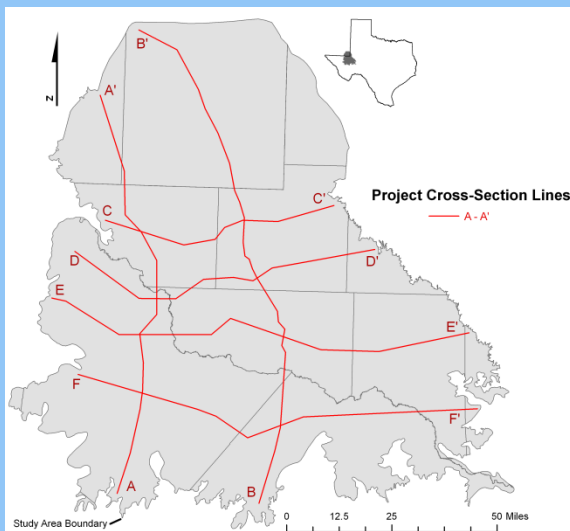 B'
A'
Z
C'
C
Project Cross-Section Lines
A - A'
D
D'
E
E'
F
F'
A
B
Study Area Boundary
0 12.5 25 50 Miles